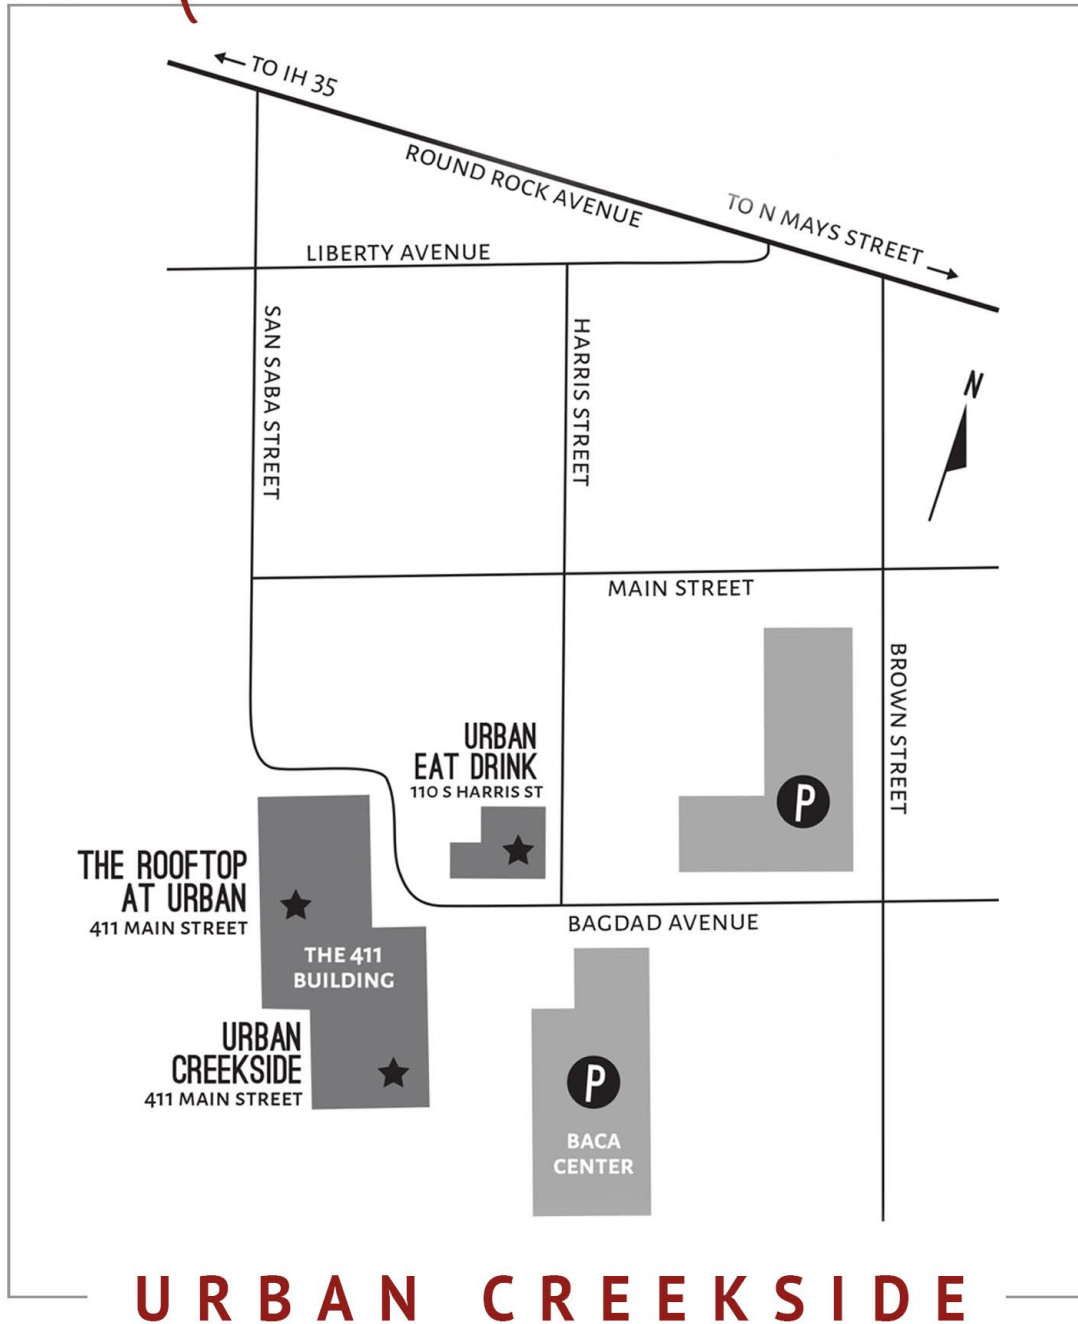 TO IH 35
ROUND ROCK AVENUE
TO N MAYS STREET
LIBERTY AVENUE
SAN SABA STREET
HARRIS STREET
N
MAIN STREET
BROWN STREET
URBAN
EAT DRINK
110 S HARRIS ST
P
THE ROOFTOP
AT URBAN
411 MAIN STREET
THE 411
BUILDING
BAGDAD AVENUE
URBAN
CREEKSIDE
411 MAIN STREET
P
BACA
CENTER
URBAN CREEKSIDE